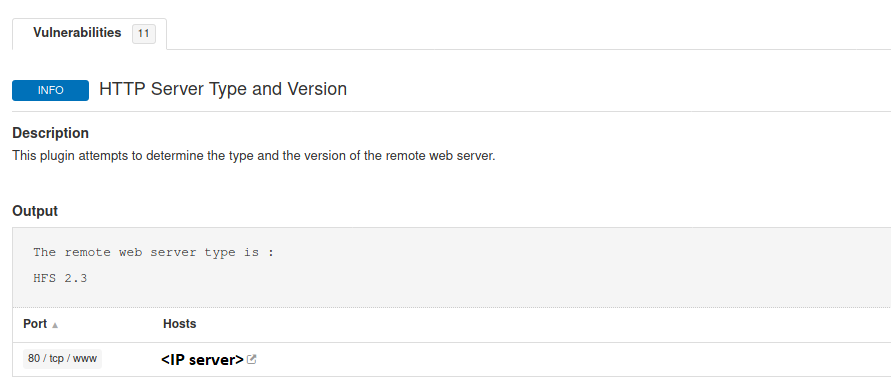 Vulnerabilities 11
INFO HTTP Server Type and Version
Description
This plugin attempts to determine the type and the version of the remote web server.
Output
The remote web server type is :
HFS 2.3
Port ▲ Hosts
80 / tcp / www <IP server>